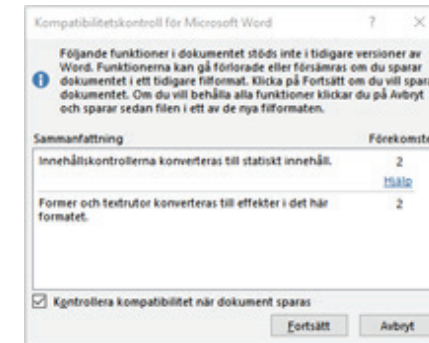 Kompatibilitetskontroll för Microsoft Word ? ×
Följande funktioner i dokumentet stöds inte i tidigare versioner av
Word. Funktionerna kan gå förlorade eller försämras om du sparar
dokumentet i ett tidigare filformat. Klicka på Fortsätt om du vill spara
dokumentet. Om du vill behålla alla funktioner klickar du på Avbryt
och sparar sedan filen i ett av de nya filformaten.
Sammanfattning Förekomste
Innehållskontrollerna konverteras till statiskt innehåll. 2
Hjälp
Former och textrutor konverteras till effekter i det här 2
formatet.
Kontrollera kompatibilitet när dokument sparas
Fortsätt Avbryt